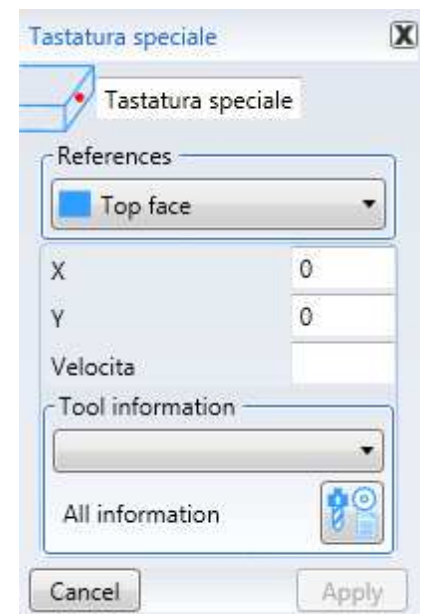 Tastatura speciale
Tastatura speciale
References
Top face
X 0
Y 0
Velocita
Tool information
All information
Cancel Apply